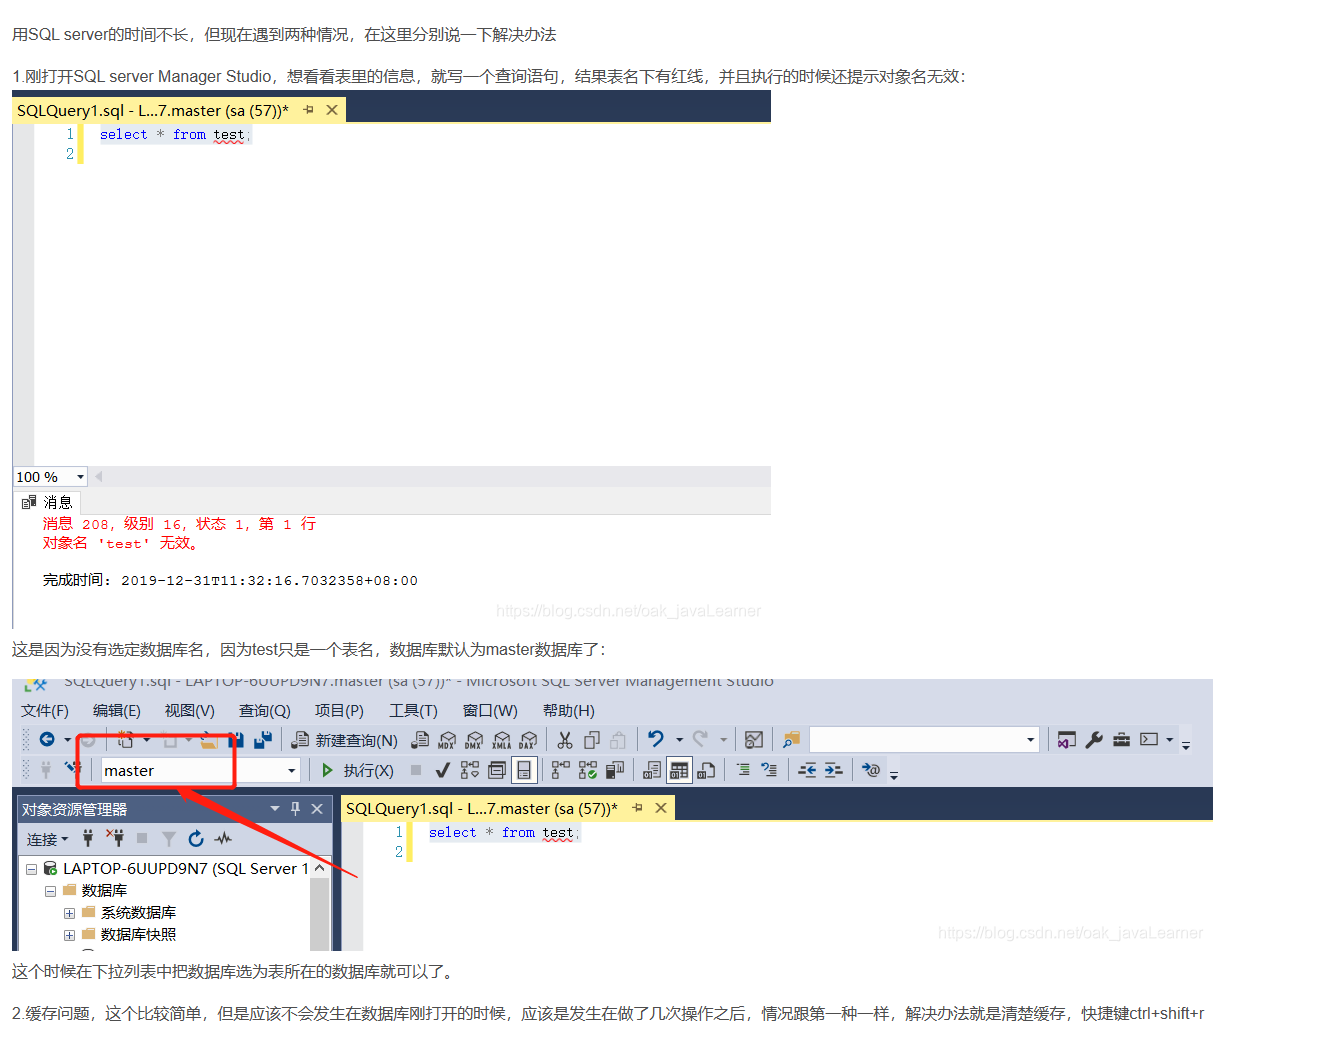 用SQL server的时间不长，但现在遇到两种情况，在这里分别说一下解决办法
1.刚打开SQL server Manager Studio，想看看表里的信息，就写一个查询语句，结果表名下有红线，并且执行的时候还提示对象名无效：
SQLQuery1.sql - L...7.master (sa (57))*
1 select * from test;
2
100 %
消息
消息 208，级别 16，状态 1，第 1 行
对象名 'test' 无效。
完成时间: 2019-12-31T11:32:16.7032358+08:00
https://blog.csdn.net/oak_javaLearner
这是因为没有选定数据库名，因为test只是一个表名，数据库默认为master数据库了：
SQLQuery1.sql - LAPTOP-6UUPD9N7.master (sa (57))* - Microsoft SQL Server Management Studio
文件(F) 编辑(E) 视图(V) 查询(Q) 项目(P) 工具(T) 窗口(W) 帮助(H)
新建查询(N) MDX DMX XMLA DAX
master 执行(X)
对象资源管理器 SQLQuery1.sql - L...7.master (sa (57))*
连接
1 select * from test;
2
LAPTOP-6UUPD9N7 (SQL Server 1
数据库
系统数据库
数据库快照
https://blog.csdn.net/oak_javaLearner
这个时候在下拉列表中把数据库选为表所在的数据库就可以了。
2.缓存问题，这个比较简单，但是应该不会发生在数据库刚打开的时候，应该是发生在做了几次操作之后，情况跟第一种一样，解决办法就是清楚缓存，快捷键ctrl+shift+r